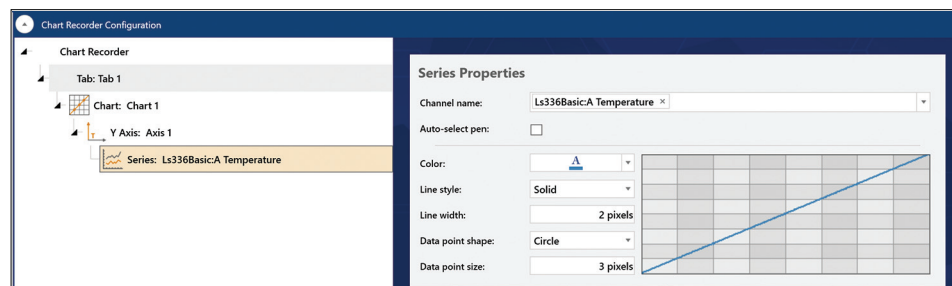 Chart Recorder Configuration
Chart Recorder
Tab: Tab 1
Chart: Chart 1
T
Y Axis: Axis 1
Series: Ls336Basic:A Temperature
Series Properties
Channel name:
Ls336Basic:A Temperature ×
Auto-select pen:
Color:
A
Line style:
Solid
Line width:
2 pixels
Data point shape:
Circle
Data point size:
3 pixels